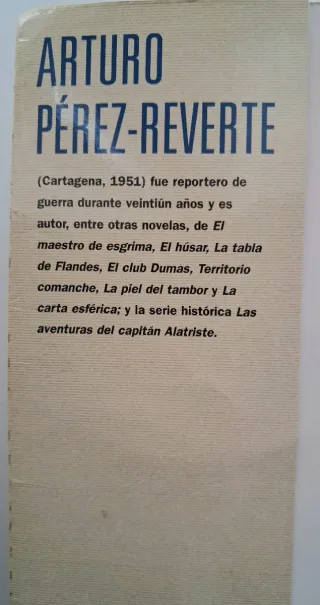 ARTURO
PÉREZ-REVERTE
(Cartagena, 1951) fue reportero de
guerra durante veintiún años y es
autor, entre otras novelas, de El
maestro de esgrima, El húsar, La tabla
de Flandes, El club Dumas, Territorio
comanche, La piel del tambor y La
carta esférica; y la serie histórica Las
aventuras del capitán Alatriste.